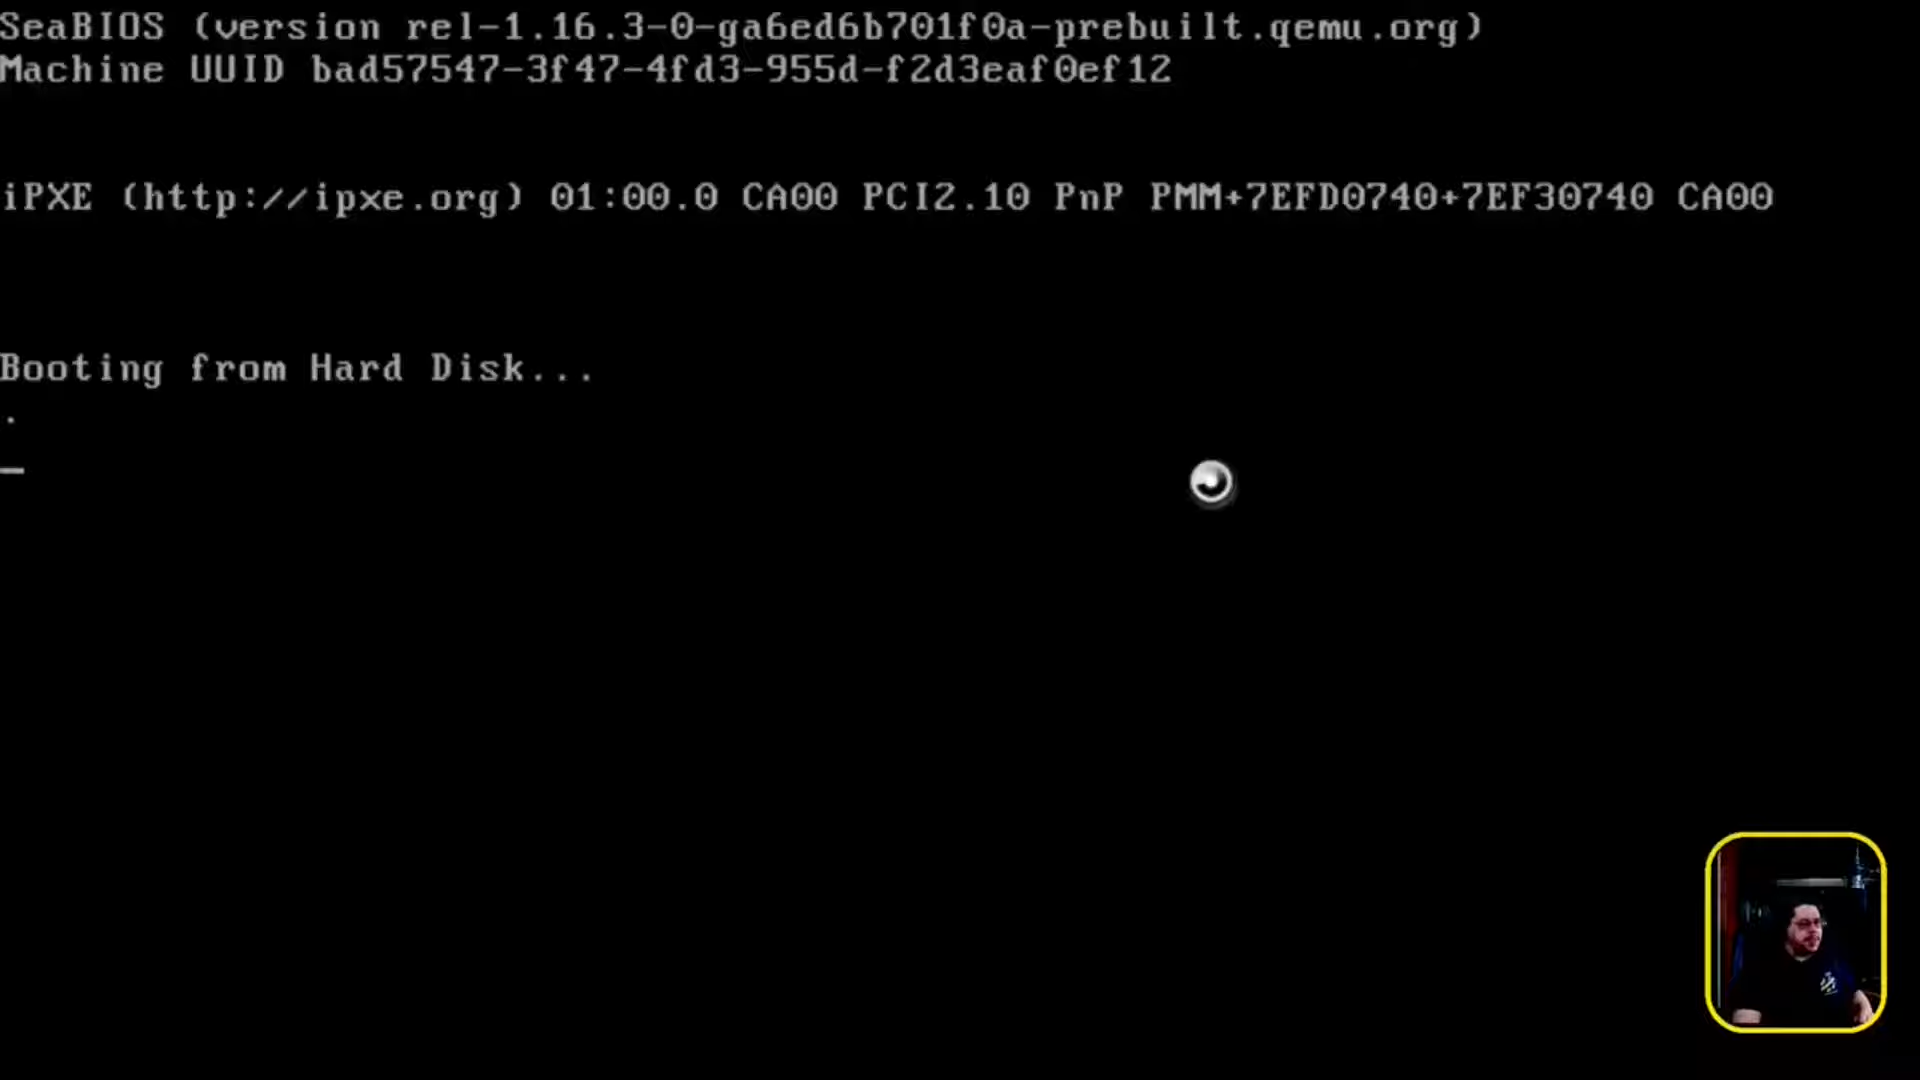 SeaBIOS (version rel-1.16.3-0-ga6ed6b701f0a-prebuilt.qemu.org)
Machine UUID bad57547-3f47-4fd3-955d-f2d3eaf0ef12
iPXE (http://ipxe.org) 01:00.0 CA00 PCI2.10 PnP PMM+7EFD0740+7EF30740 CA00
Booting from Hard Disk...
.
_